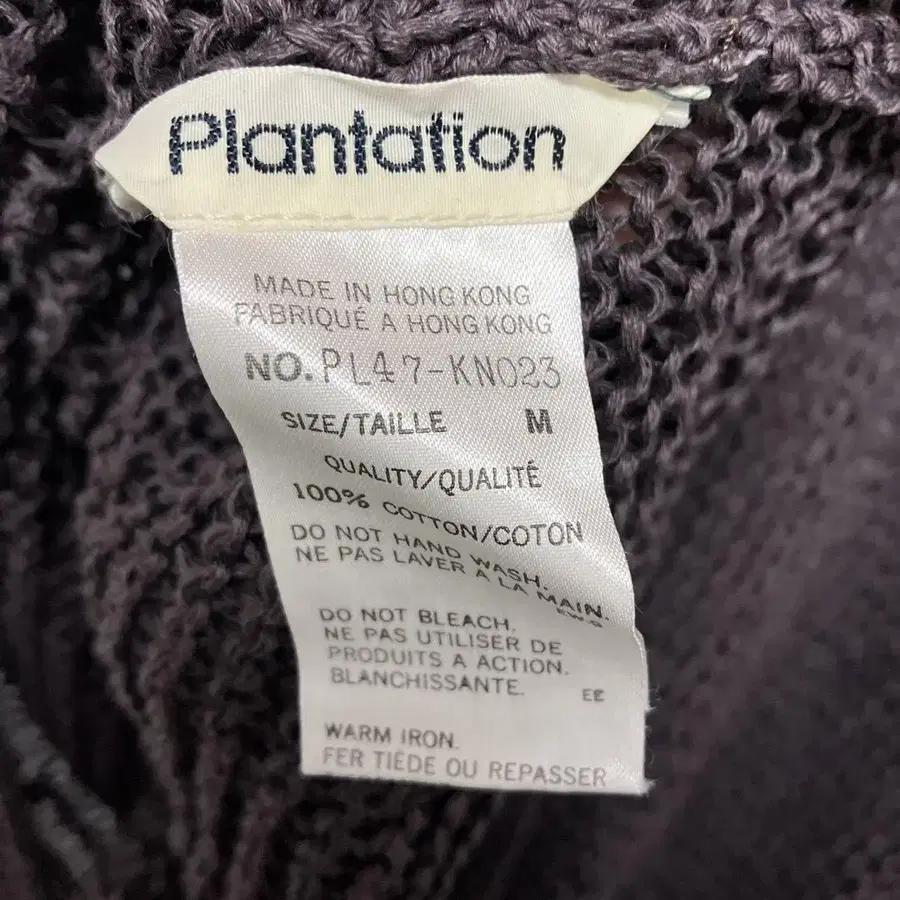 Plantation
MADE IN HONG KONG
FABRIQUÉ A HONG KONG
NO. PL47-KN023
SIZE/TAILLE M
QUALITY/QUALITÉ
100% COTTON/COTON
DO NOT HAND WASH.
NE PAS LAVER A LA MAIN.
DO NOT BLEACH.
NE PAS UTILISER DE
PRODUITS A ACTION.
BLANCHISSANTE.
WARM IRON.
FER TIÈDE OU REPASSER